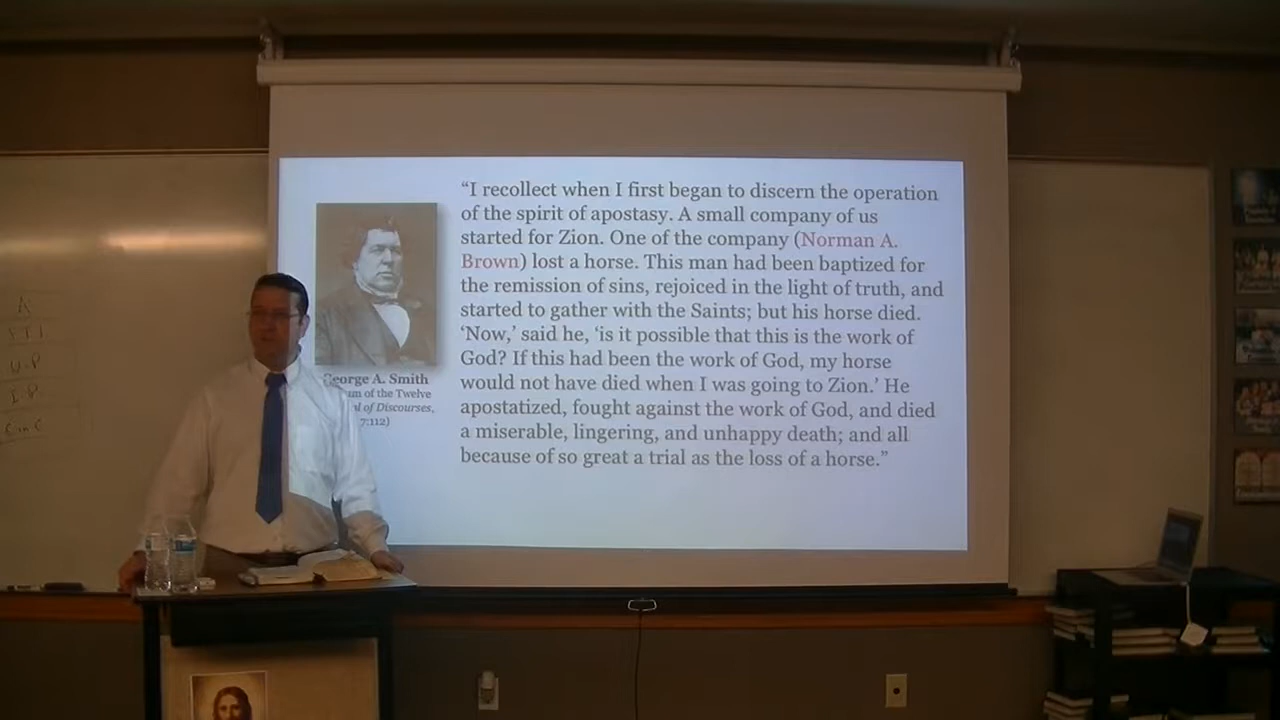 “I recollect when I first began to discern the operation
of the spirit of apostasy. A small company of us
started for Zion. One of the company (Norman A.
Brown) lost a horse. This man had been baptized for
the remission of sins, rejoiced in the light of truth, and
started to gather with the Saints; but his horse died.
‘Now,’ said he, ‘is it possible that this is the work of
God? If this had been the work of God, my horse
would not have died when I was going to Zion.’ He
apostatized, fought against the work of God, and died
a miserable, lingering, and unhappy death; and all
because of so great a trial as the loss of a horse.”
George A. Smith
of the Twelve
of Discourses,
7:112)
A